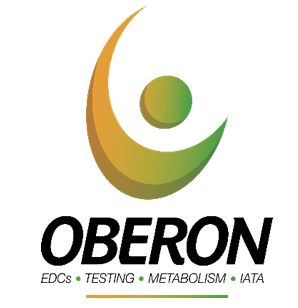 OBERON
EDCs • TESTING • METABOLISM • IATA